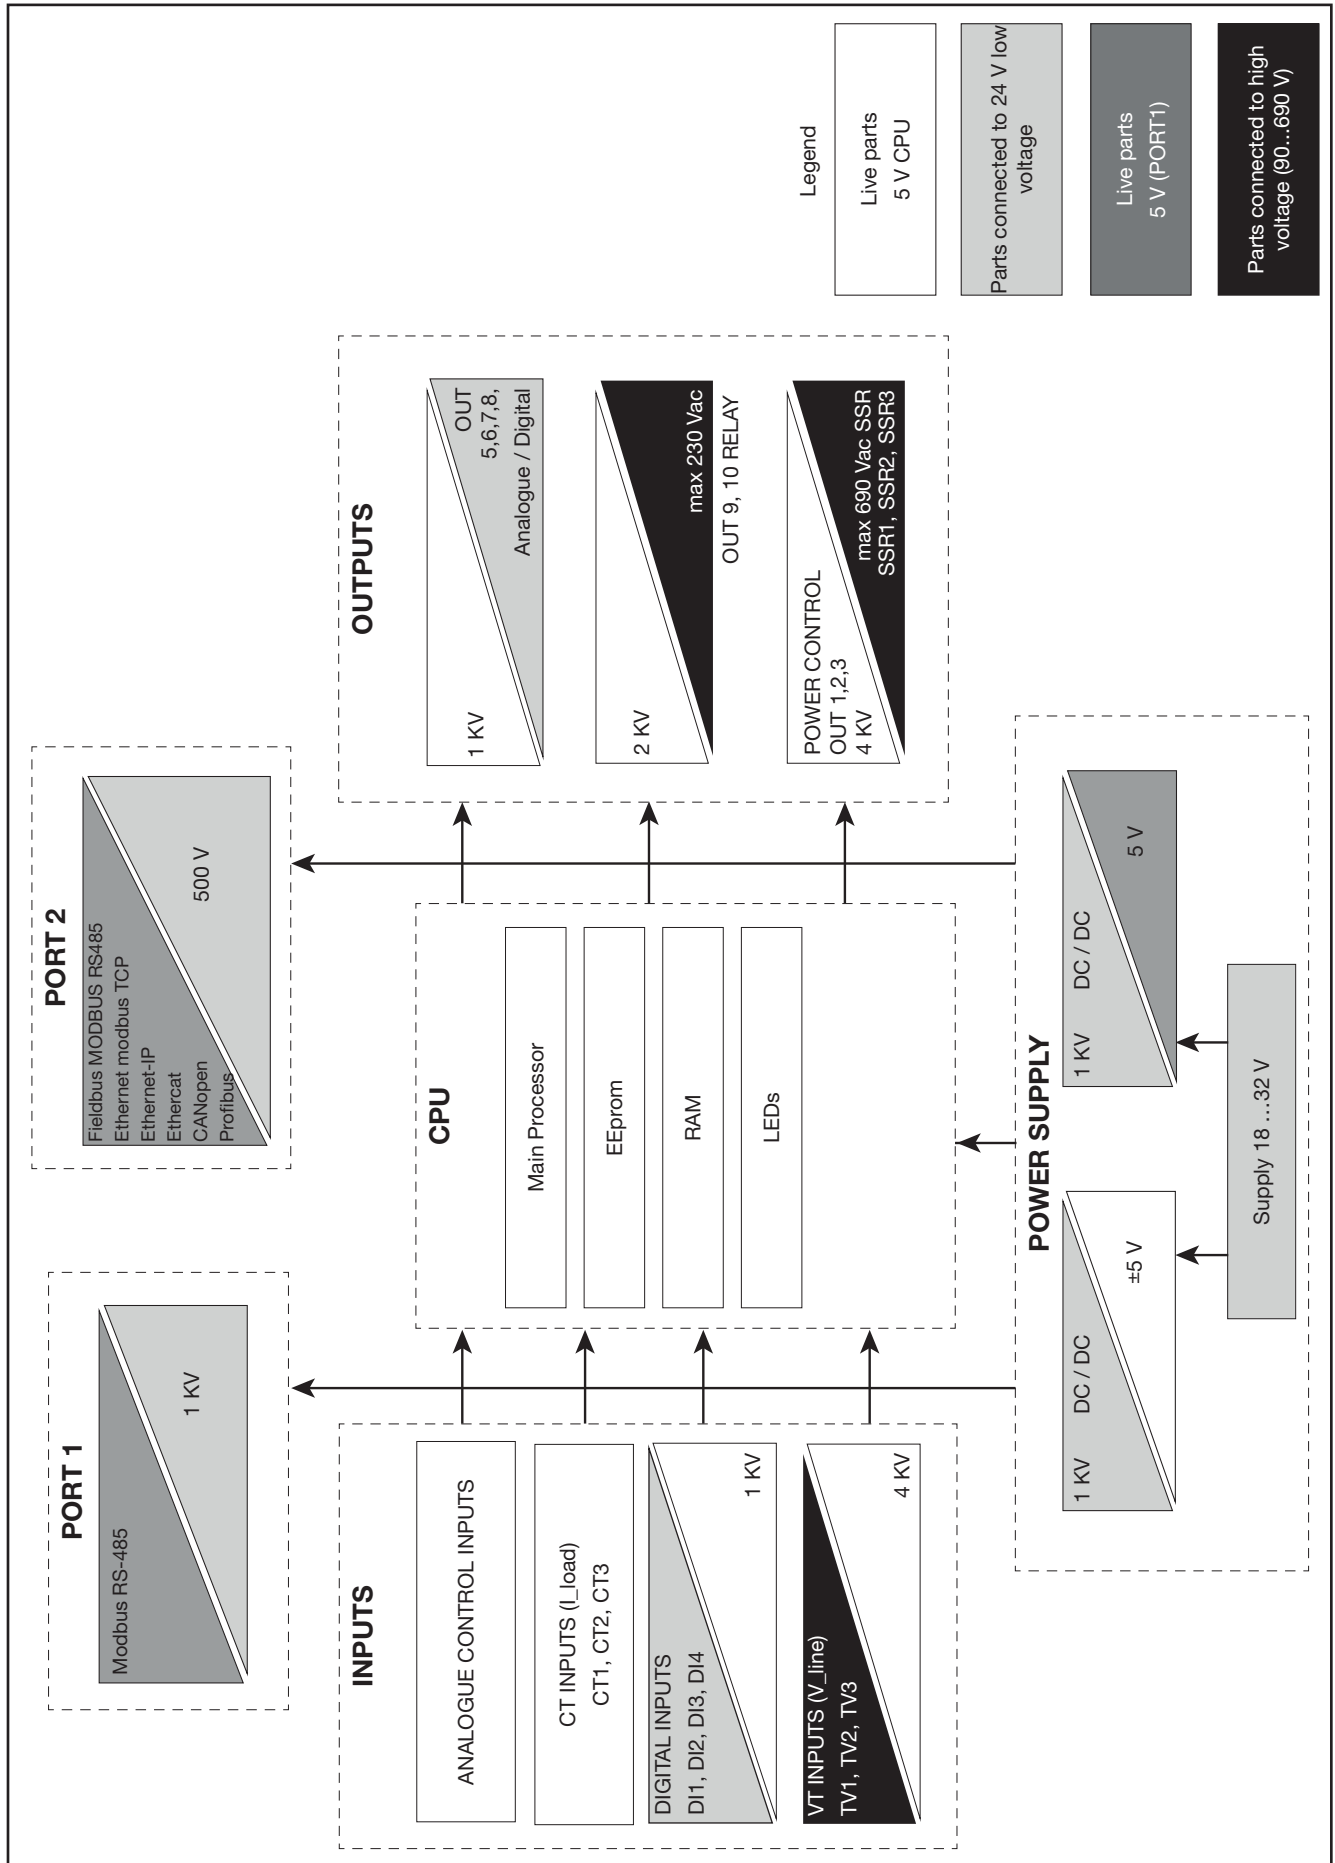 PORT 1
Modbus RS-485
1 KV
PORT 2
Fieldbus MODBUS RS485
Ethernet modbus TCP
Ethernet-IP
Ethercat
CANopen
Profibus
500 V
INPUTS
ANALOGUE CONTROL INPUTS
CT INPUTS (I_load)
CT1, CT2, CT3
DIGITAL INPUTS
DI1, DI2, DI3, DI4
1 KV
VT INPUTS (V_line)
TV1, TV2, TV3
4 KV
CPU
Main Processor
EEprom
RAM
LEDs
OUTPUTS
1 KV
OUT
5,6,7,8,
Analogue / Digital
2 KV
max 230 Vac
OUT 9, 10 RELAY
POWER CONTROL
OUT 1,2,3
4 KV
max 690 Vac SSR
SSR1, SSR2, SSR3
POWER SUPPLY
1 KV
DC / DC
±5 V
1 KV
DC / DC
5 V
Supply 18 ...32 V
Legend
Live parts
5 V CPU
Parts connected to 24 V low
voltage
Live parts
5 V (PORT1)
Parts connected to high
voltage (90...690 V)